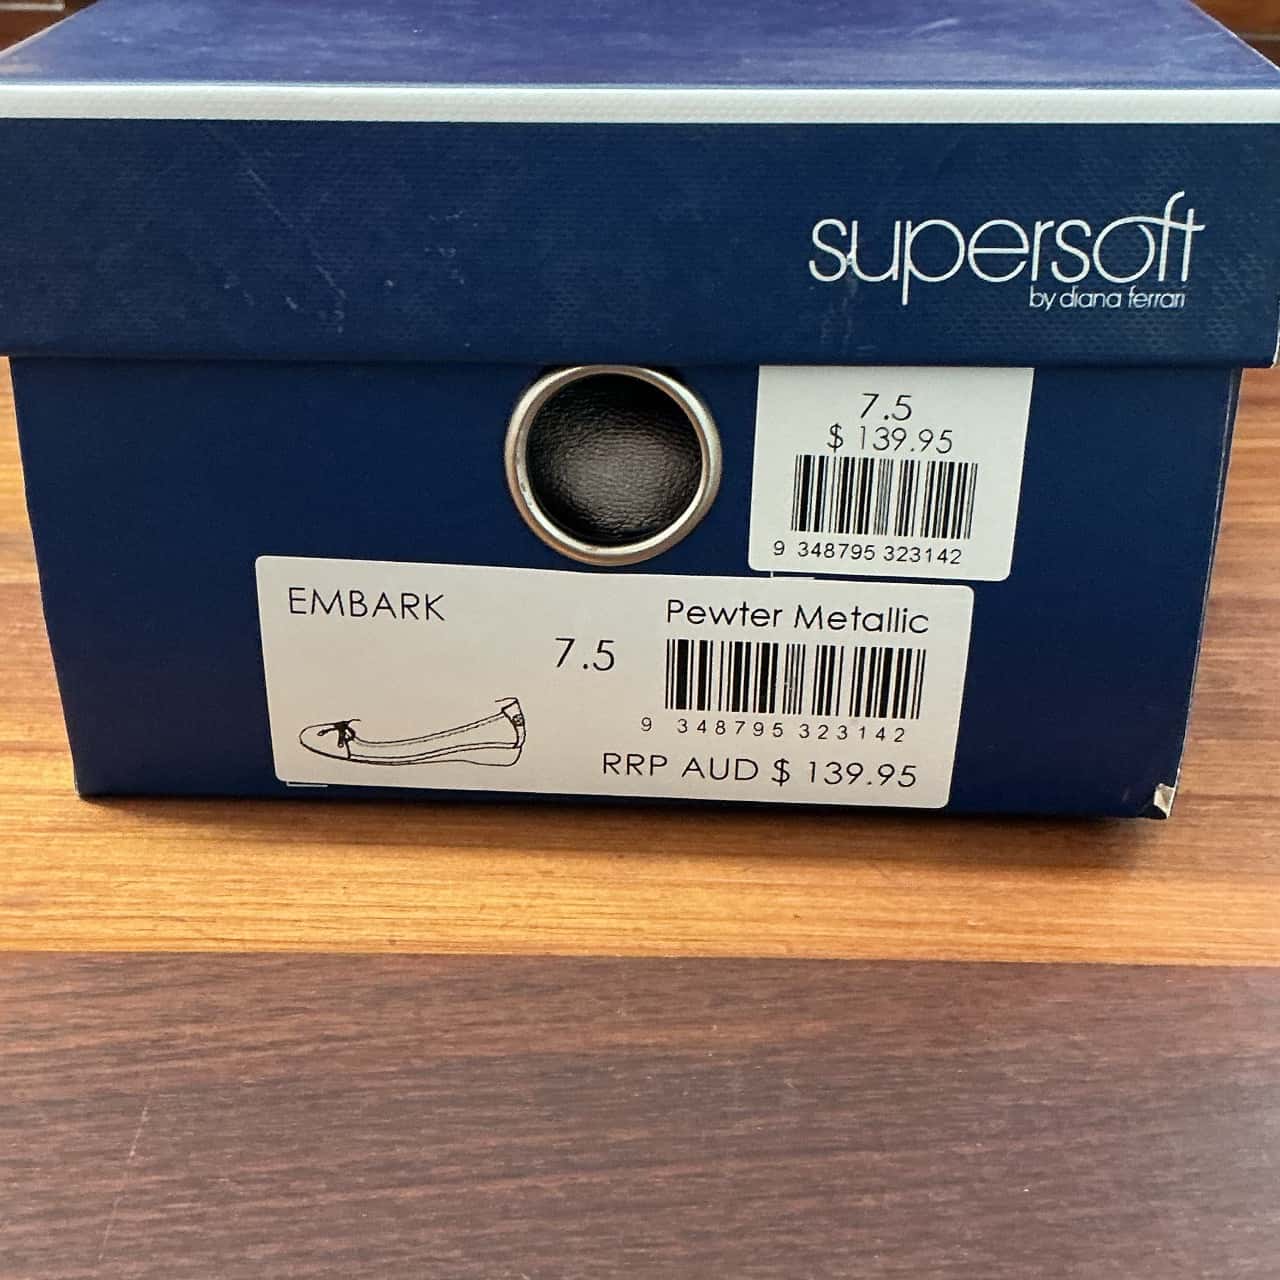 supersoft
by diana ferrari
7.5
$ 139.95
9 348795 323142
EMBARK
Pewter Metallic
7.5
9 348795 323142
RRP AUD $ 139.95